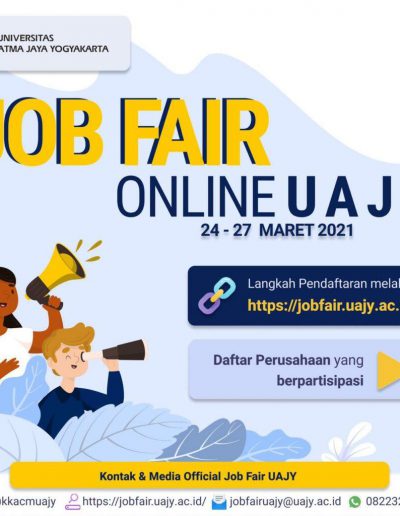 UNIVERSITAS
ATMA JAYA YOGYAKARTA
JOB FAIR
ONLINE UAJ
24 - 27 MARET 2021
Langkah Pendaftaran melal
https://jobfair.uajy.ac.
Daftar Perusahaan yang
berpartisipasi
Kontak & Media Official Job Fair UAJY
kkacmuajy https://jobfair.uajy.ac.id/ jobfairuajy@uajy.ac.id 08223